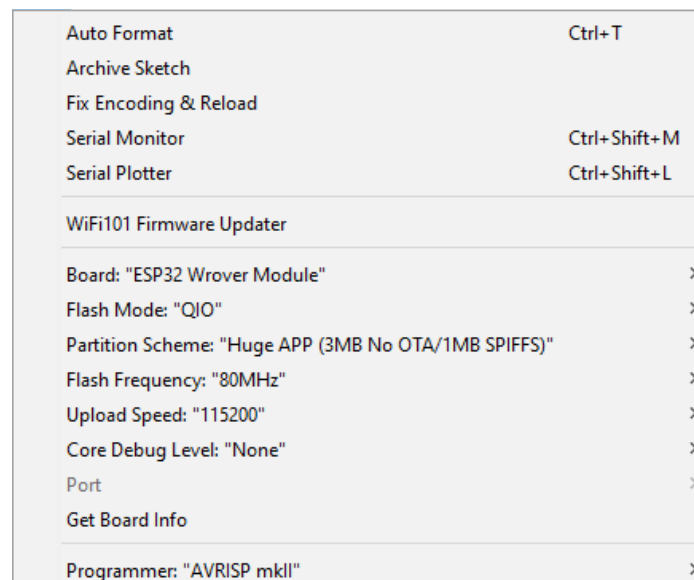 Auto Format Ctrl+T
Archive Sketch
Fix Encoding & Reload
Serial Monitor Ctrl+Shift+M
Serial Plotter Ctrl+Shift+L
WiFi101 Firmware Updater
Board: "ESP32 Wrover Module"
Flash Mode: "QIO"
Partition Scheme: "Huge APP (3MB No OTA/1MB SPIFFS)"
Flash Frequency: "80MHz"
Upload Speed: "115200"
Core Debug Level: "None"
Port
Get Board Info
Programmer: "AVRISP mkII"